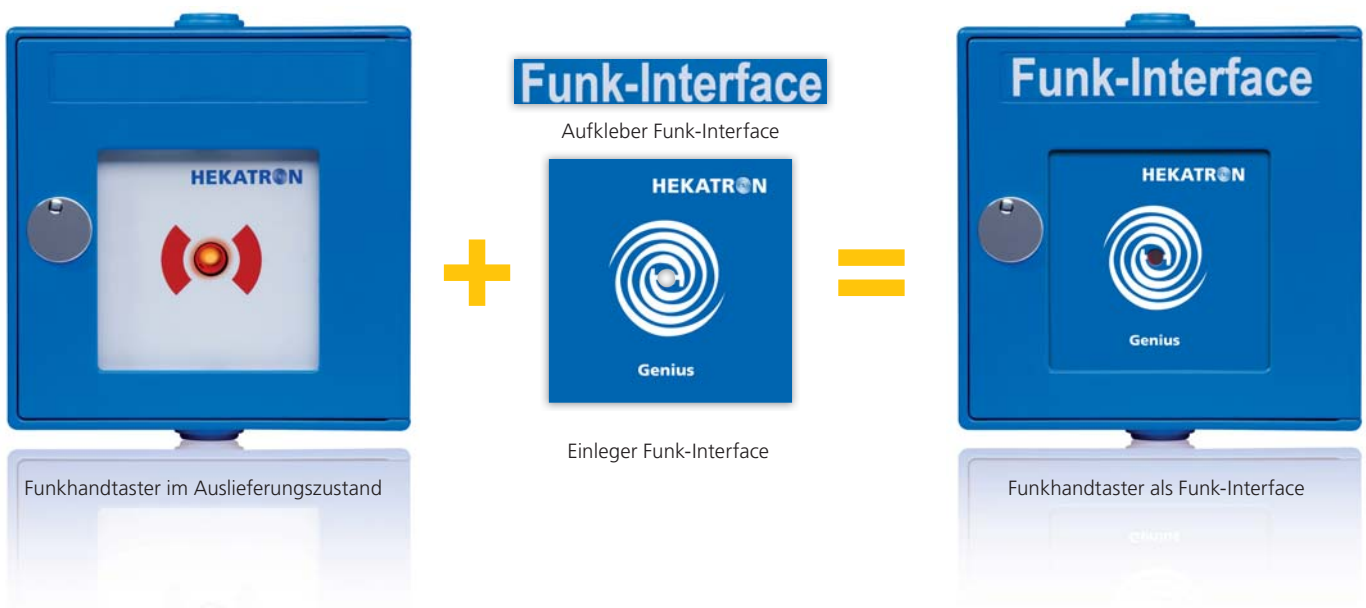 HEKATRON
Funkhandtaster im Auslieferungszustand
Funk-Interface
Aufkleber Funk-Interface
HEKATRON
Genius
Einleger Funk-Interface
Funk-Interface
HEKATRON
Genius
Funkhandtaster als Funk-Interface